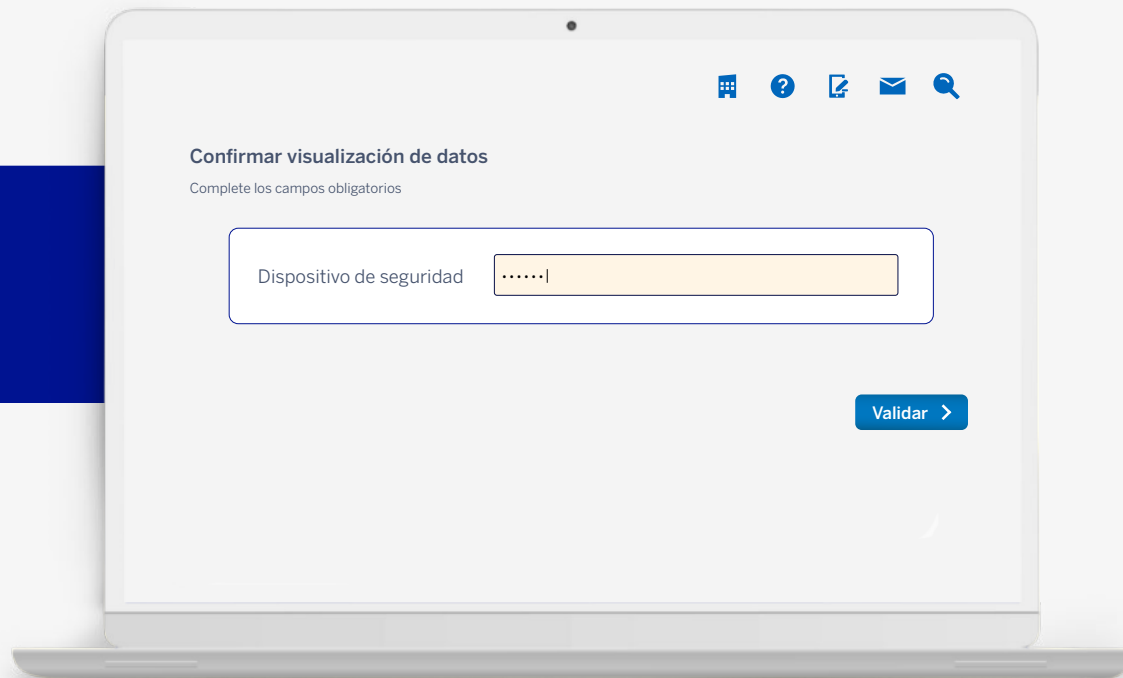 Confirmar visualización de datos
Complete los campos obligatorios
Dispositivo de seguridad ······
Validar